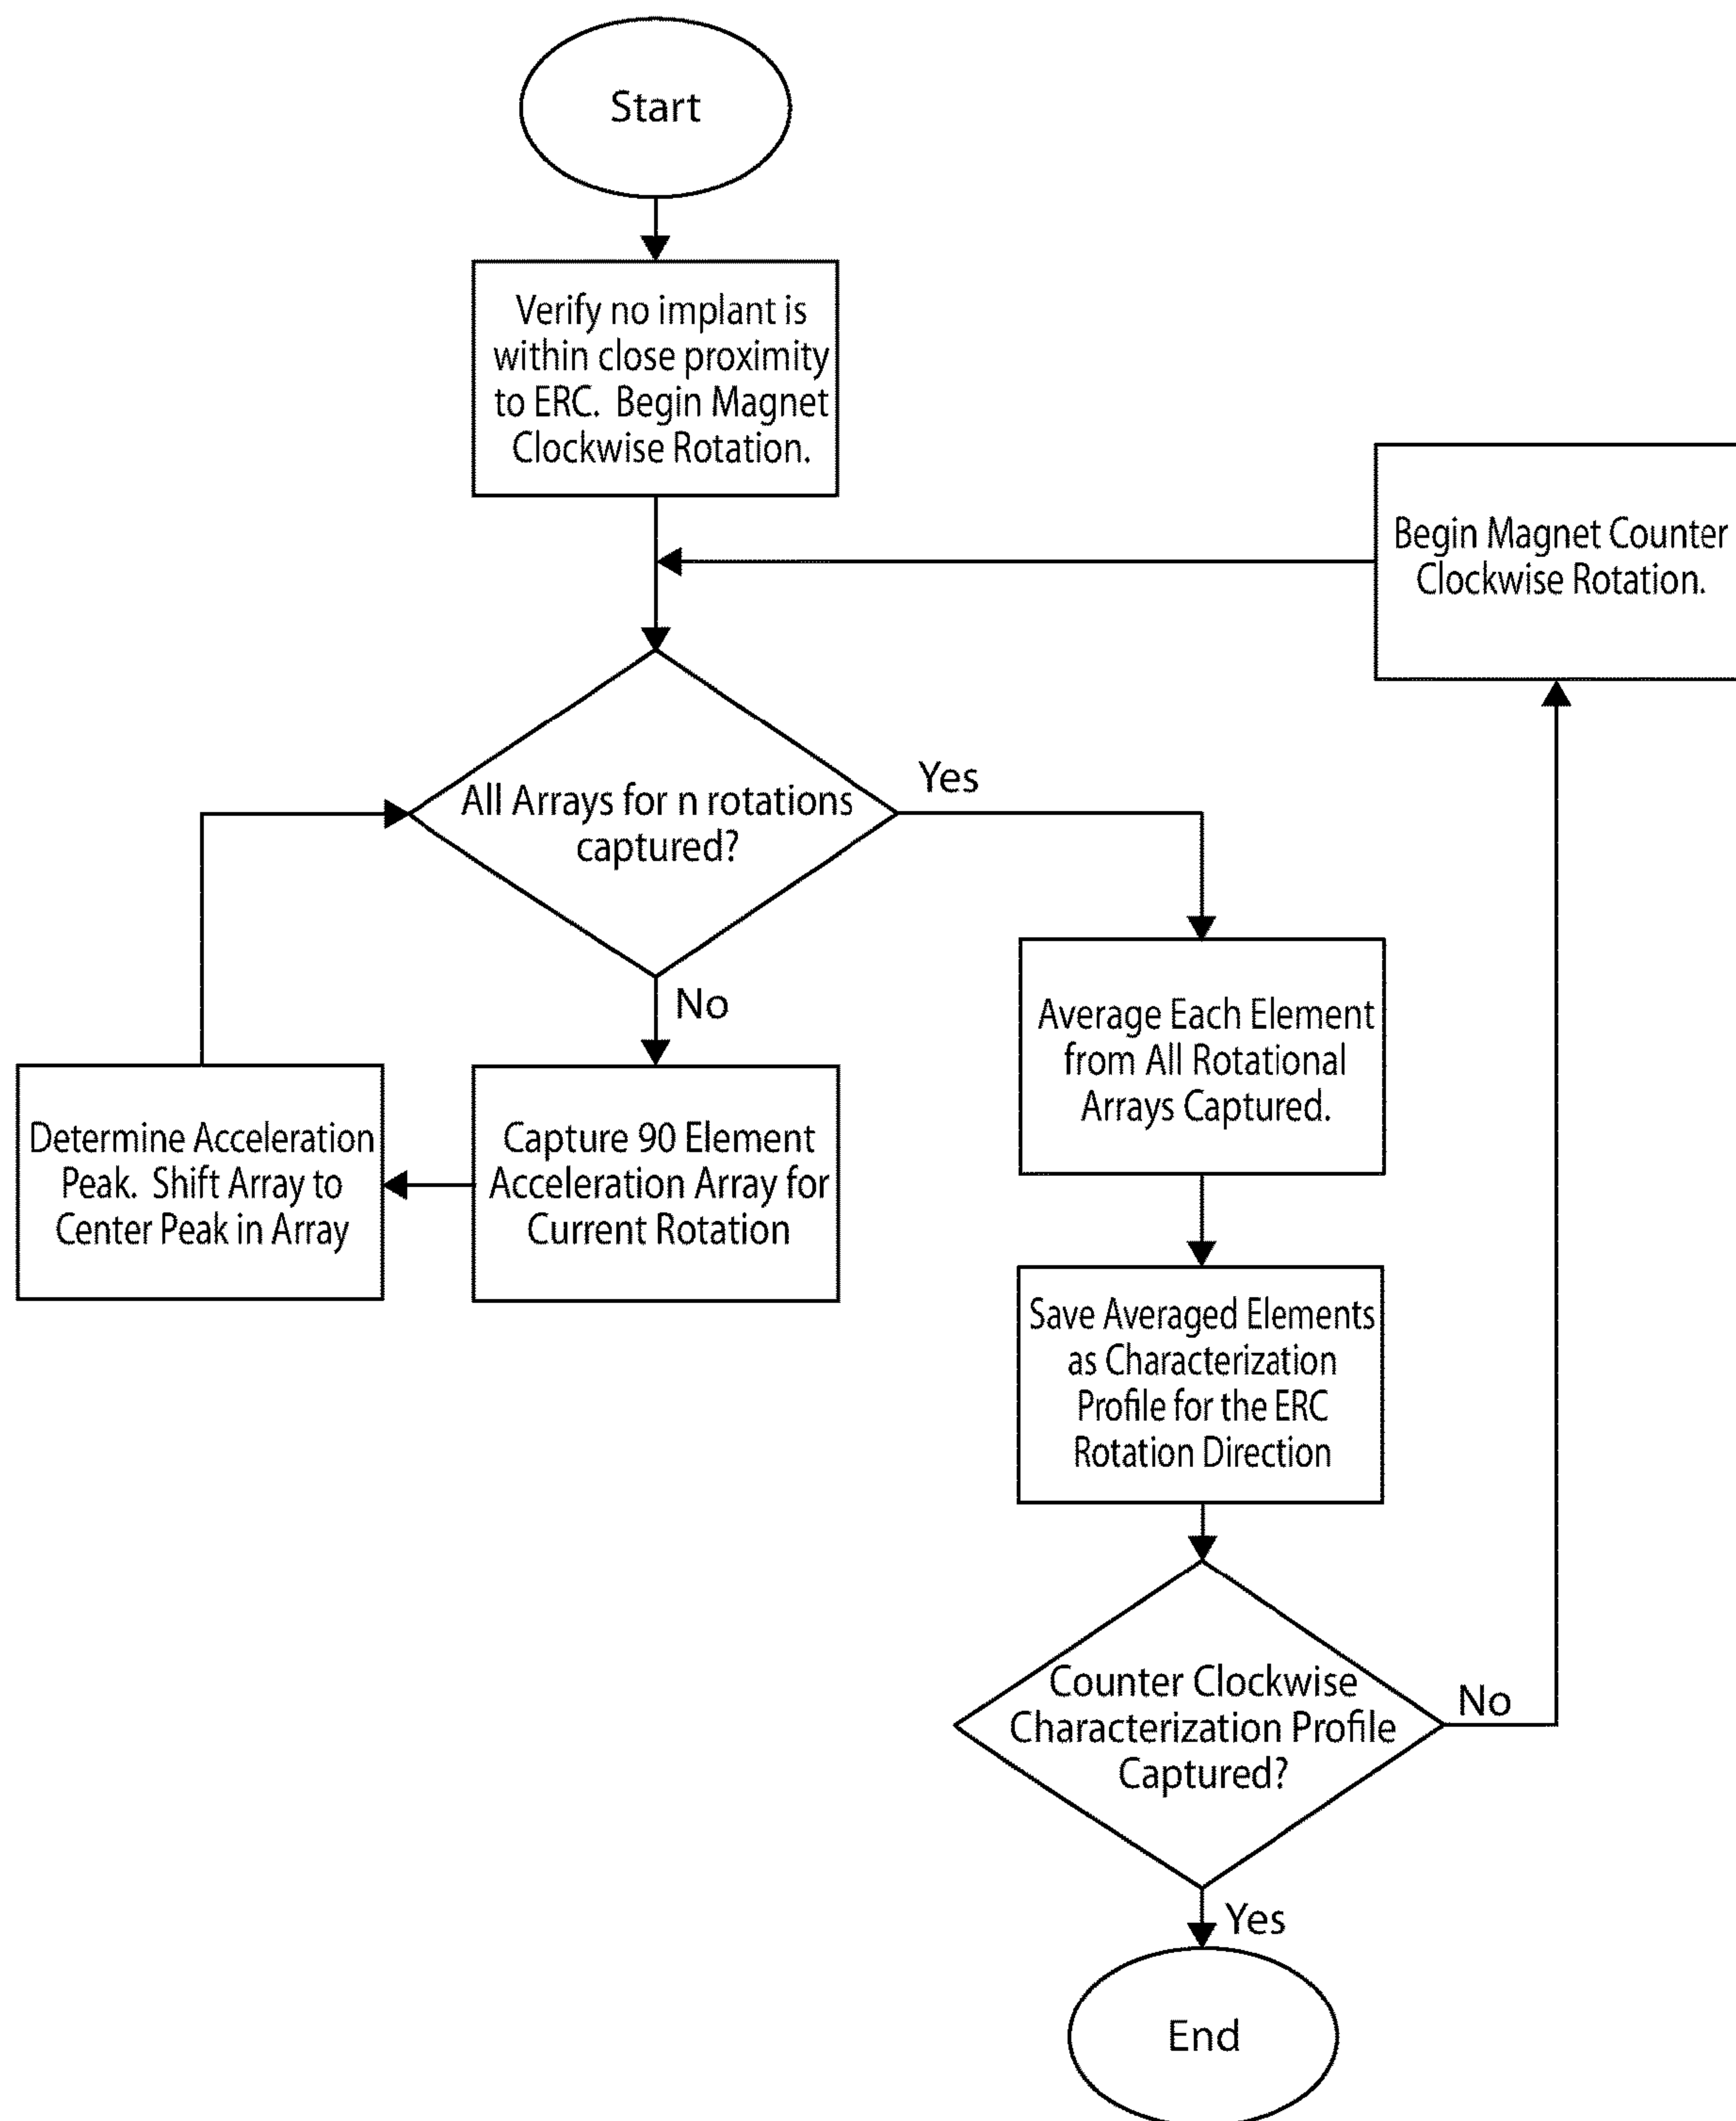 Start
Verify no implant is
within close proximity
to ERC. Begin Magnet
Clockwise Rotation.
Begin Magnet Counter
Clockwise Rotation.
All Arrays for n rotations
captured?
Yes
No
Determine Acceleration
Peak. Shift Array to
Center Peak in Array
Capture 90 Element
Acceleration Array for
Current Rotation
Average Each Element
from All Rotational
Arrays Captured.
Save Averaged Elements
as Characterization
Profile for the ERC
Rotation Direction
Counter Clockwise
Characterization Profile
Captured?
No
Yes
End